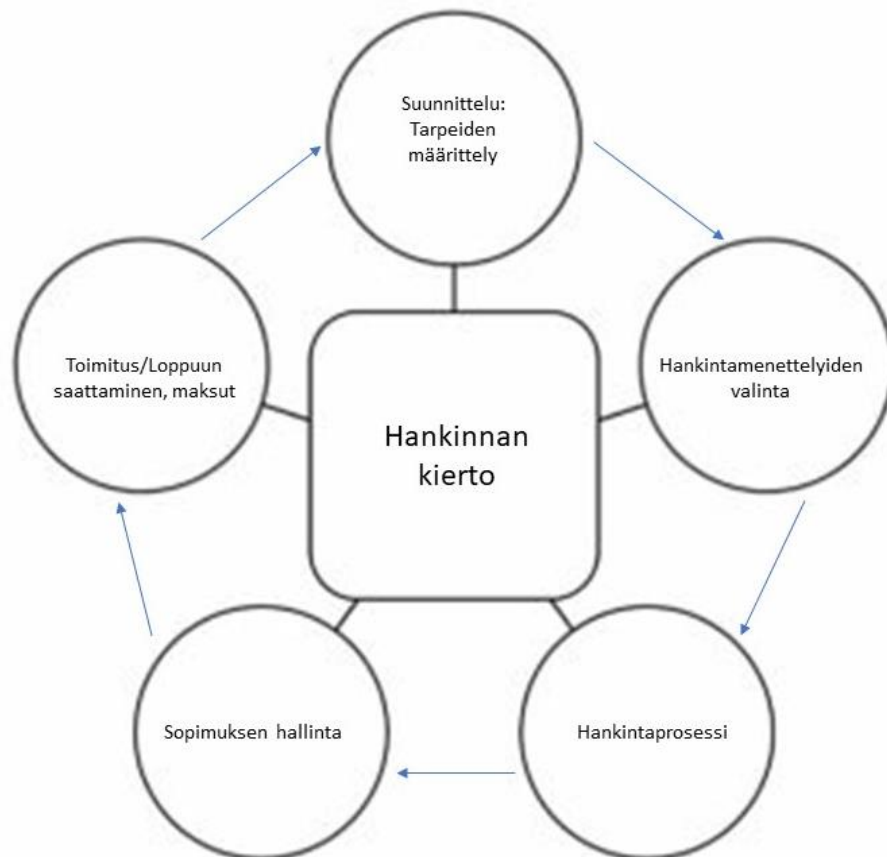 Suunnittelu:
Tarpeiden
määrittely
Hankintamenettelyiden
valinta
Hankintaprosessi
Sopimuksen hallinta
Toimitus/Loppuun
saattaminen, maksut
Hankinnan
kierto